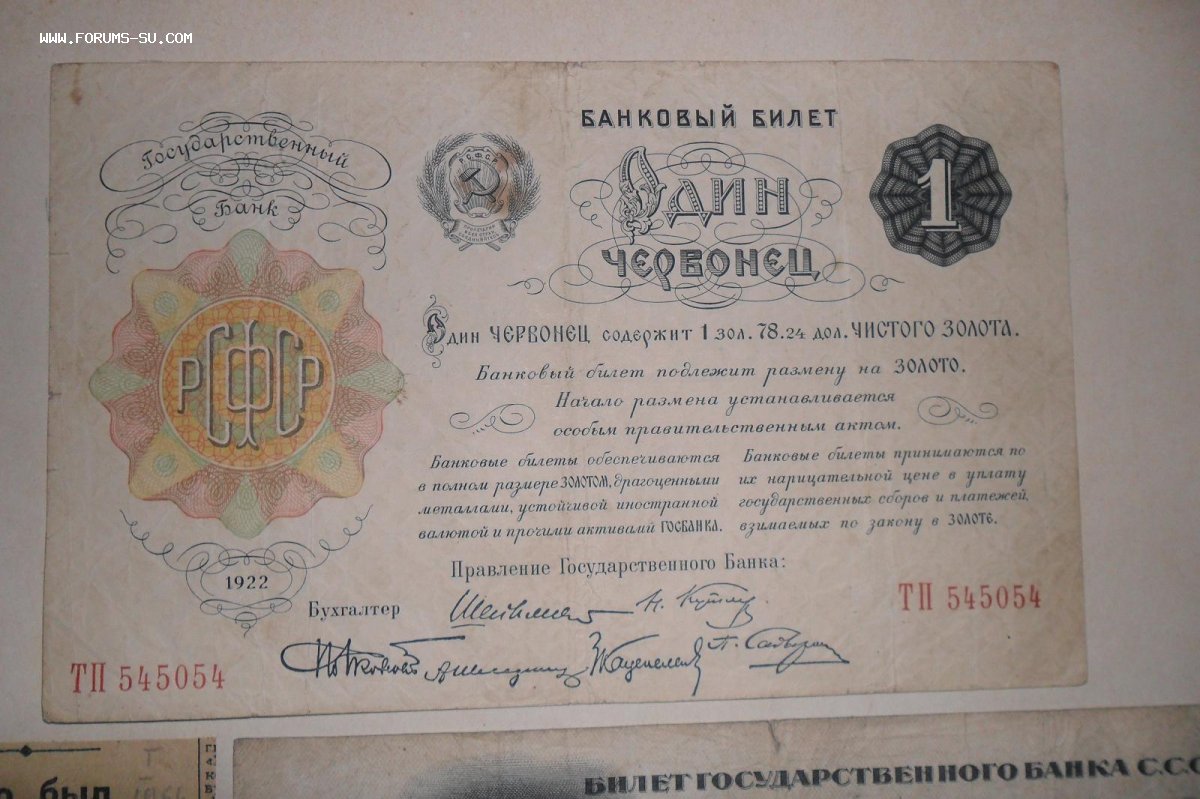 WWW.FORUMS-SU.COM
Государственный
Банк
РСФСР
1922
ТП 545054
РСФСР
БАНКОВЫЙ БИЛЕТ
ОДИН
ЧЕРВОНЕЦ
1
Один ЧЕРВОНЕЦ содержит 1 зол. 78.24 дол. ЧИСТОГО ЗОЛОТА.
Банковый билет подлежит размену на ЗОЛОТО.
Начало размена устанавливается
особым правительственным актом.
Банковые билеты обеспечиваются
в полном размере ЗОЛОТОМ, драгоценными
металлами, устойчивой иностранной
валютой и прочими активами ГОСБАНКА.
Банковые билеты принимаются по
их нарицательной цене в уплату
государственных сборов и платежей,
взимаемых по закону в ЗОЛОТЕ.
Правление Государственного Банка:
Бухгалтер
ТП 545054
был
БИЛЕТ ГОСУДАРСТВЕННОГО БАНКА С.С.С